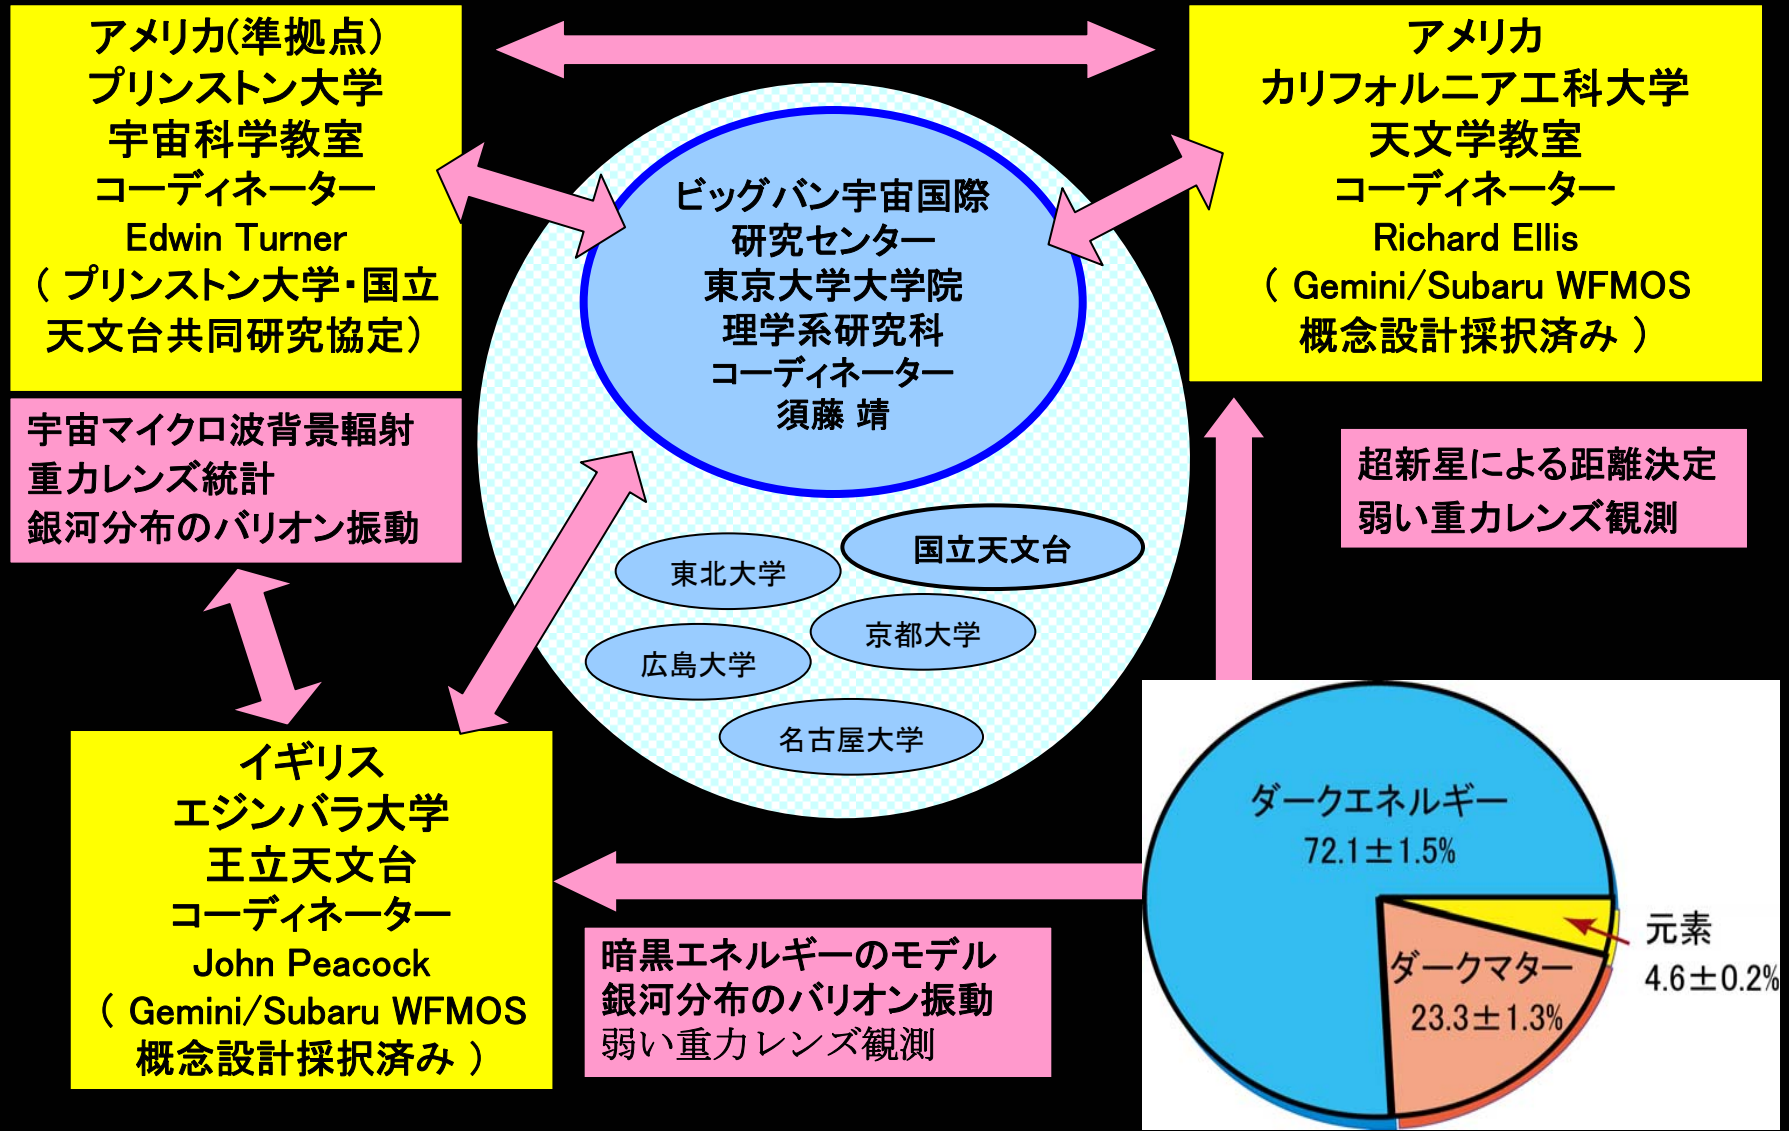 アメリカ(準拠点)
プリンストン大学
宇宙科学教室
コーディネーター
Edwin Turner
( プリンストン大学・国立
天文台共同研究協定)
アメリカ
カリフォルニア工科大学
天文学教室
コーディネーター
Richard Ellis
( Gemini/Subaru WFMOS
概念設計採択済み )
ビッグバン宇宙国際
研究センター
東京大学大学院
理学系研究科
コーディネーター
須藤 靖
宇宙マイクロ波背景輻射
重力レンズ統計
銀河分布のバリオン振動
超新星による距離決定
弱い重力レンズ観測
国立天文台
東北大学
京都大学
広島大学
名古屋大学
イギリス
エジンバラ大学
王立天文台
コーディネーター
John Peacock
( Gemini/Subaru WFMOS
概念設計採択済み )
暗黒エネルギーのモデル
銀河分布のバリオン振動
弱い重力レンズ観測
ダークエネルギー
72.1±1.5%
元素
4.6±0.2%
ダークマター
23.3±1.3%